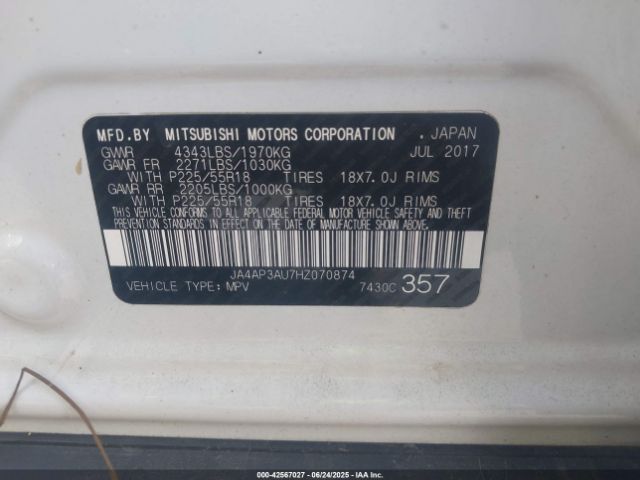 MFD.BY MITSUBISHI MOTORS CORPORATION .JAPAN
GVWR 4343LBS/1970KG JUL 2017
GAWR FR 2271LBS/1030KG
WITH P225/55R18 TIRES 18X7.0J RIMS
GAWR RR 2205LBS/1000KG
WITH P225/55R18 TIRES 18X7.0J RIMS
THIS VEHICLE CONFORMS TO ALL APPLICABLE FEDERAL MOTOR VEHICLE SAFETY AND THEFT
PREVENTION STANDARDS IN EFFECT ON THE DATE OF MANUFACTURE SHOWN ABOVE.
JA4AP3AU7HZ070874
VEHICLE TYPE: MPV 7430C 357
000-42567027 - 06/24/2025 - © Copyright 2025 IAA, LLC